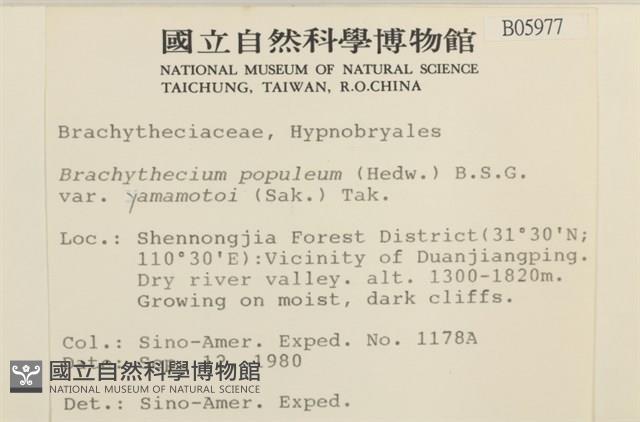 國立自然科學博物館
B05977
NATIONAL MUSEUM OF NATURAL SCIENCE
TAICHUNG, TAIWAN, R.O.CHINA
Brachytheciaceae, Hypnobryales
Brachythecium populeum (Hedw.) B.S.G.
var. yamamotoi (Sak.) Tak.
Loc.: Shennongjia Forest District(31°30'N;
110°30'E):Vicinity of Duanjiangping.
Dry river valley. alt. 1300-1820m.
Growing on moist, dark cliffs.
Col.: Sino-Amer. Exped. No. 1178A
Date: Sep. 12, 1980
國立自然科學博物館
NATIONAL MUSEUM OF NATURAL SCIENCE
Det.: Sino-Amer. Exped.